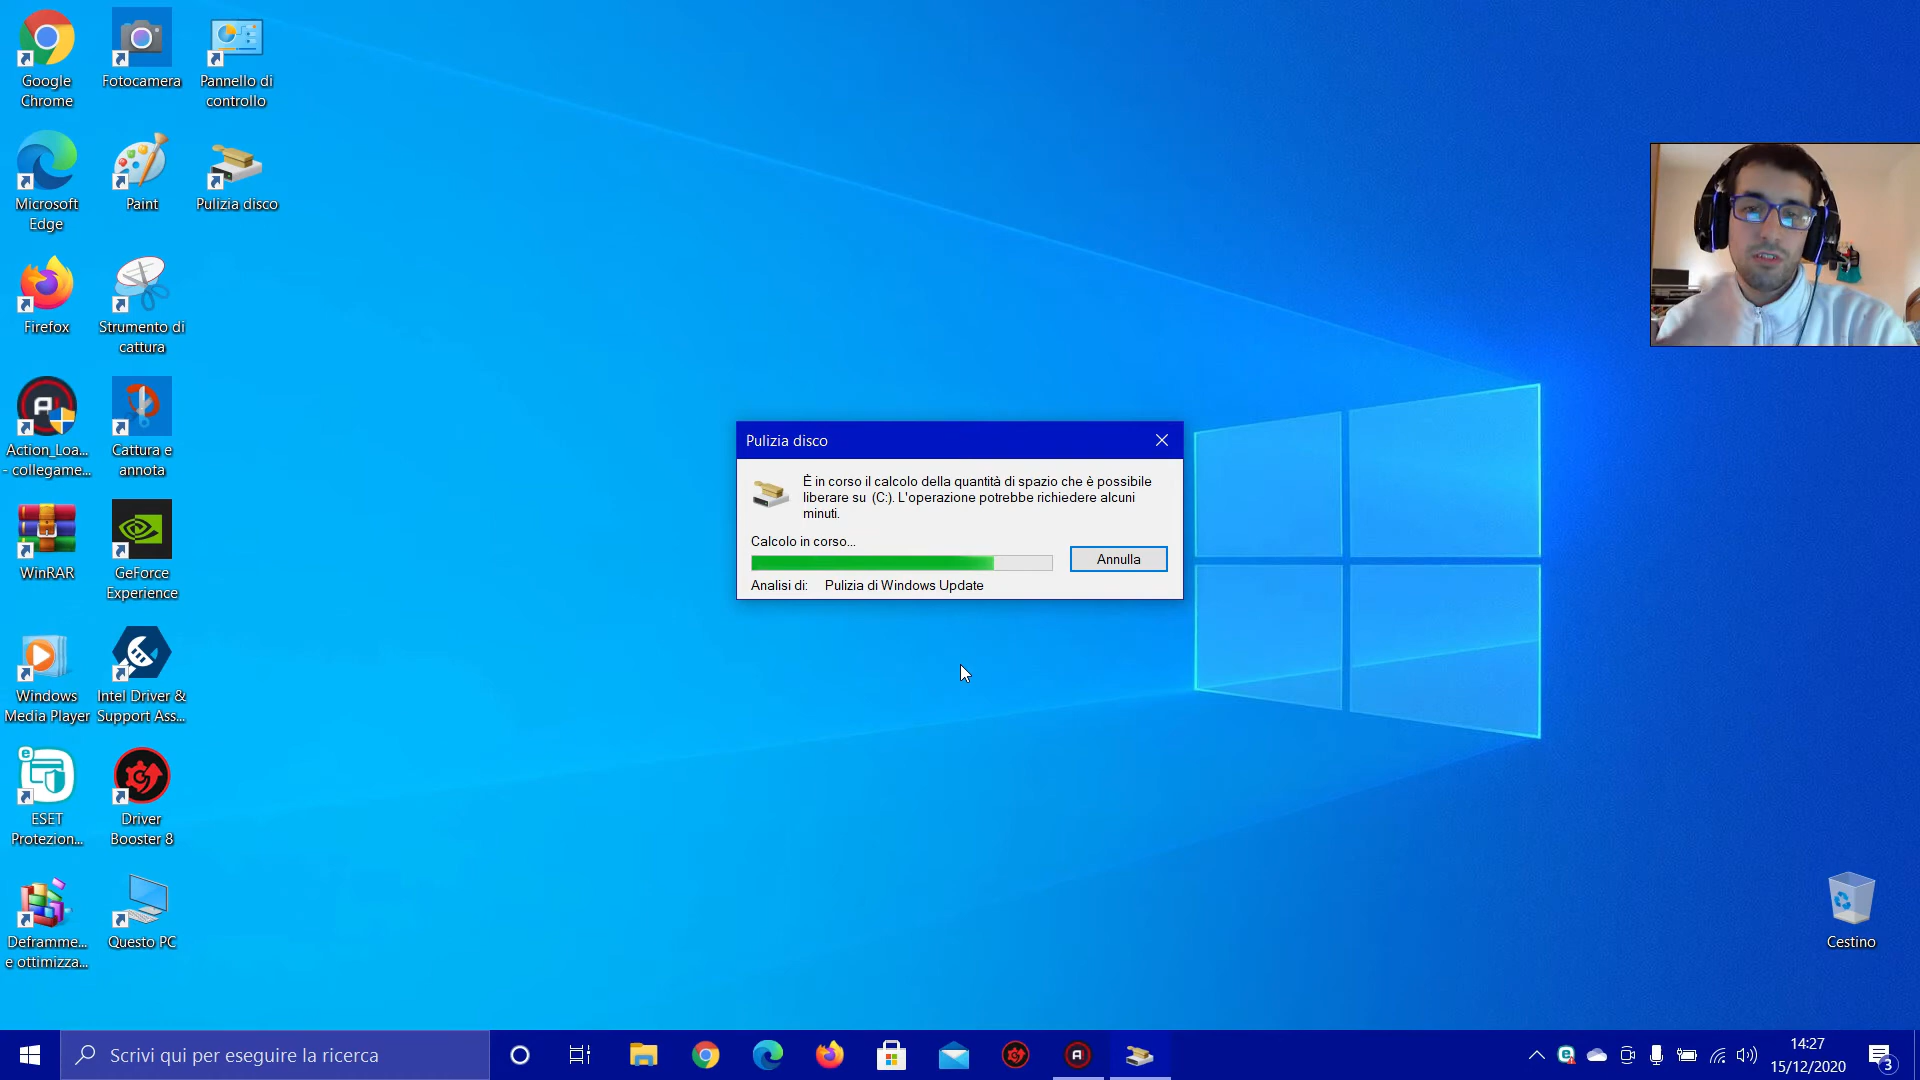 Google
Chrome
Fotocamera
Pannello di
controllo
Microsoft
Edge
Paint
Pulizia disco
Firefox
Strumento di
cattura
Action_Loa...
- collegame...
Cattura e
annota
WinRAR
GeForce
Experience
Windows
Media Player
Intel Driver &
Support Ass...
ESET
Protezion...
Driver
Booster 8
Deframme...
e ottimizza...
Questo PC
Pulizia disco
È in corso il calcolo della quantità di spazio che è possibile
liberare su (C:). L'operazione potrebbe richiedere alcuni
minuti.
Calcolo in corso...
Annulla
Analisi di: Pulizia di Windows Update
Cestino
Scrivi qui per eseguire la ricerca
14:27
15/12/2020
3